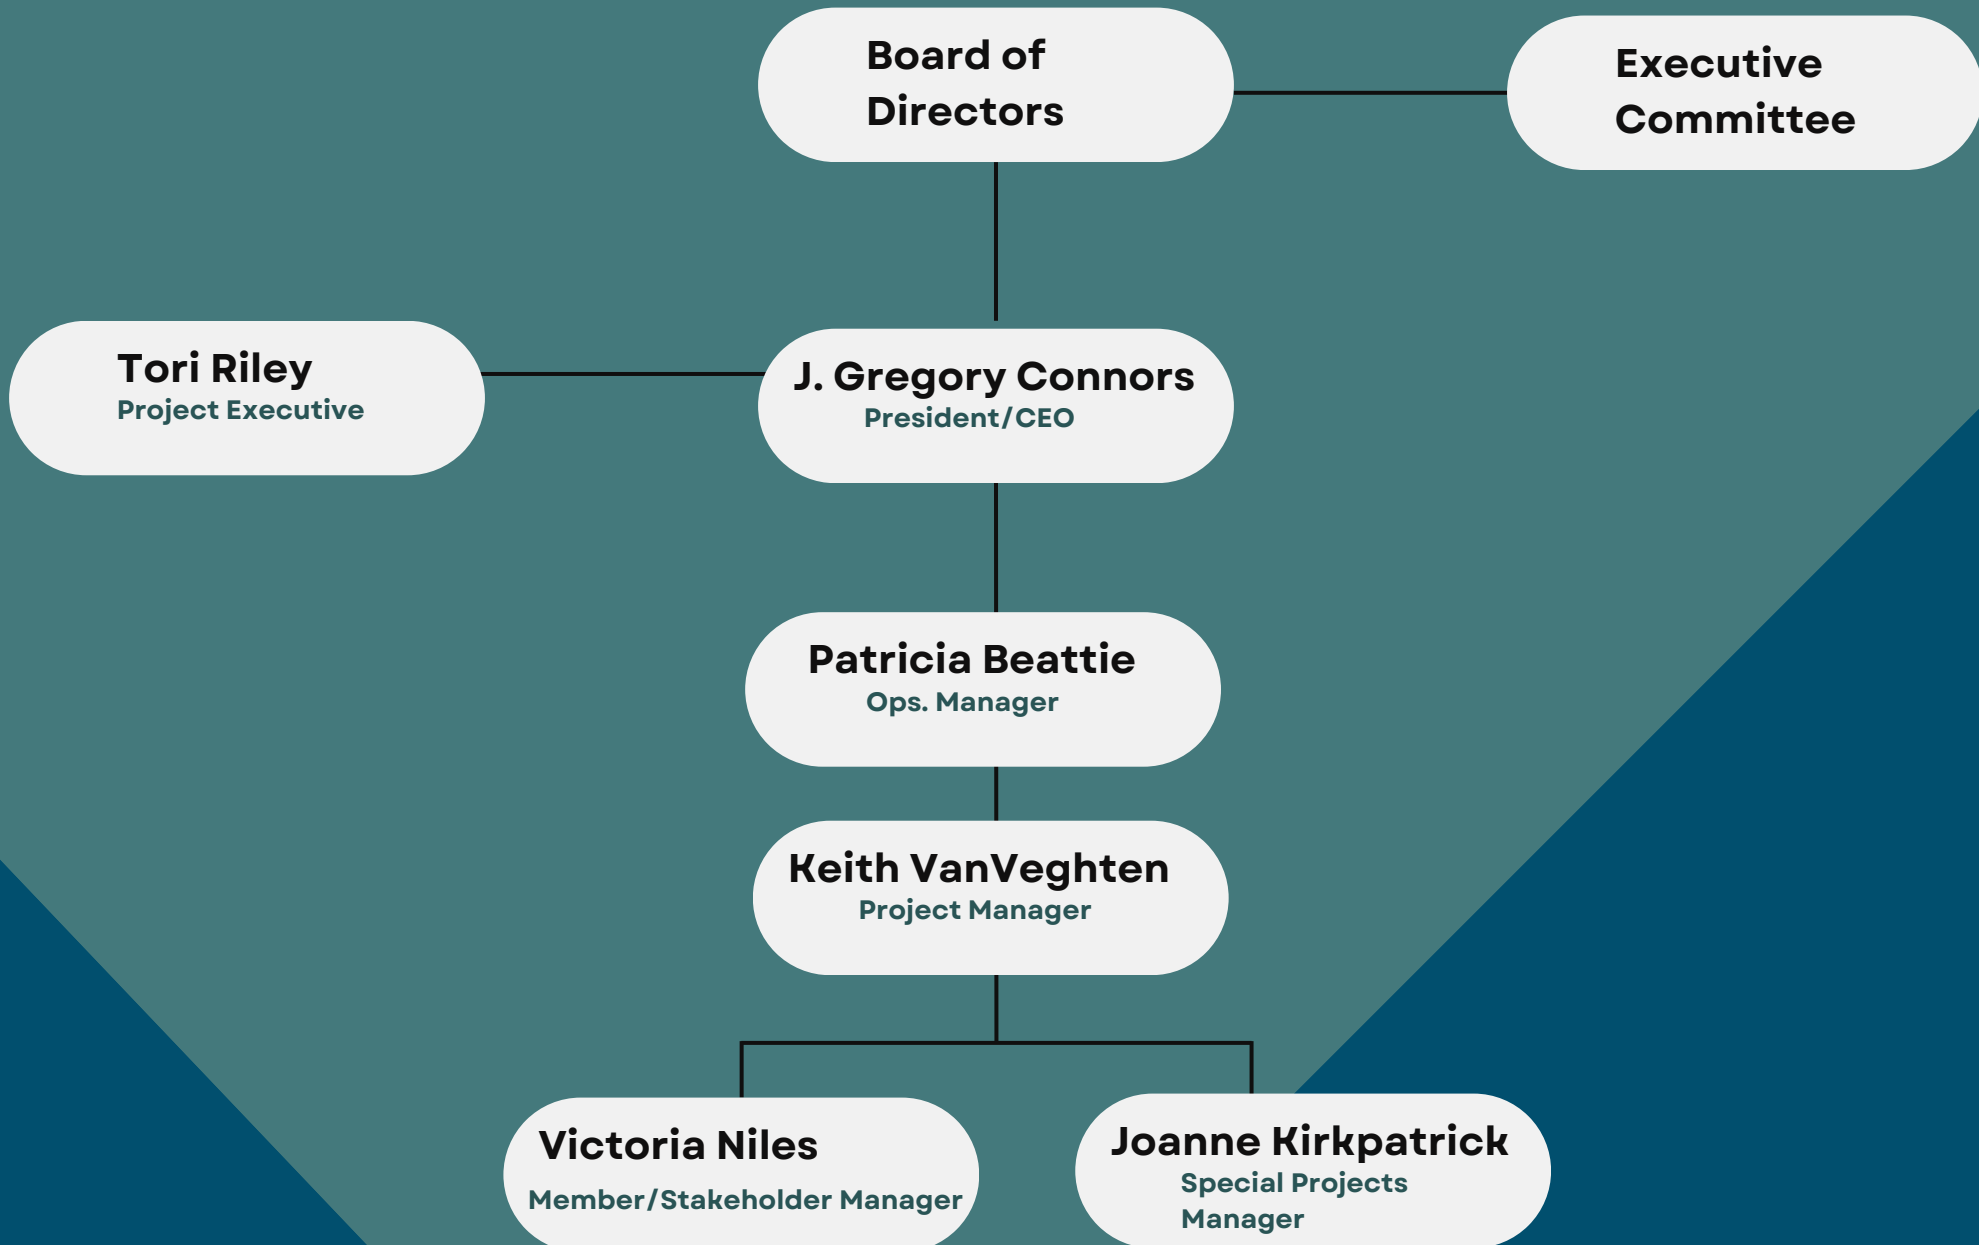 Board of
Directors
Executive
Committee
Tori Riley
Project Executive
J. Gregory Connors
President/CEO
Patricia Beattie
Ops. Manager
Keith VanVeghten
Project Manager
Victoria Niles
Member/Stakeholder Manager
Joanne Kirkpatrick
Special Projects
Manager